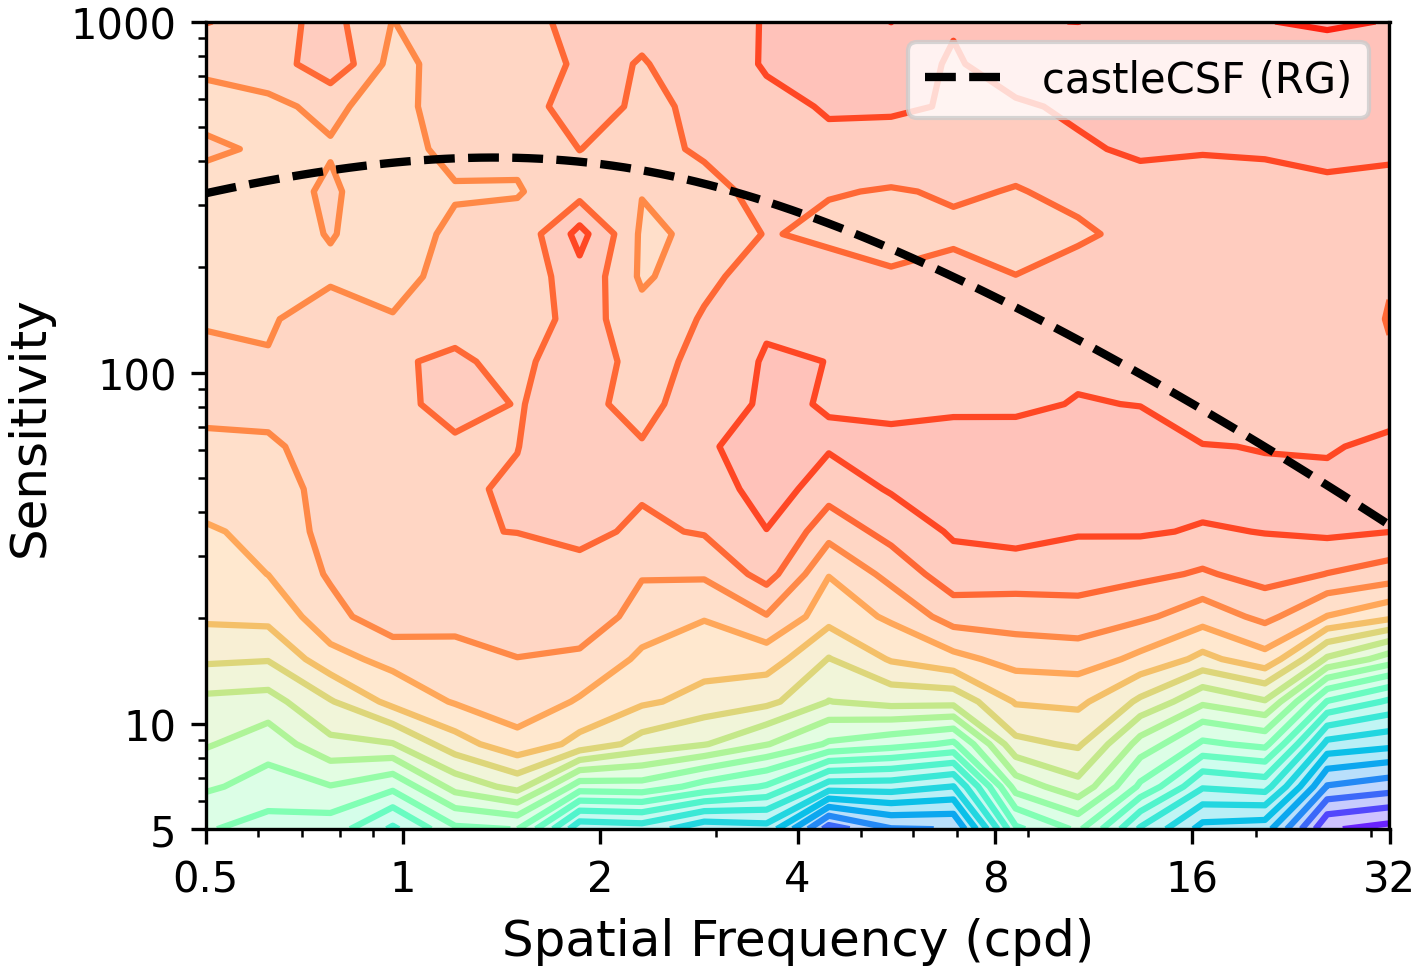 1000
castleCSF (RG)
Sensitivity
100
10
5
0.5 1 2 4 8 16 32
Spatial Frequency (cpd)